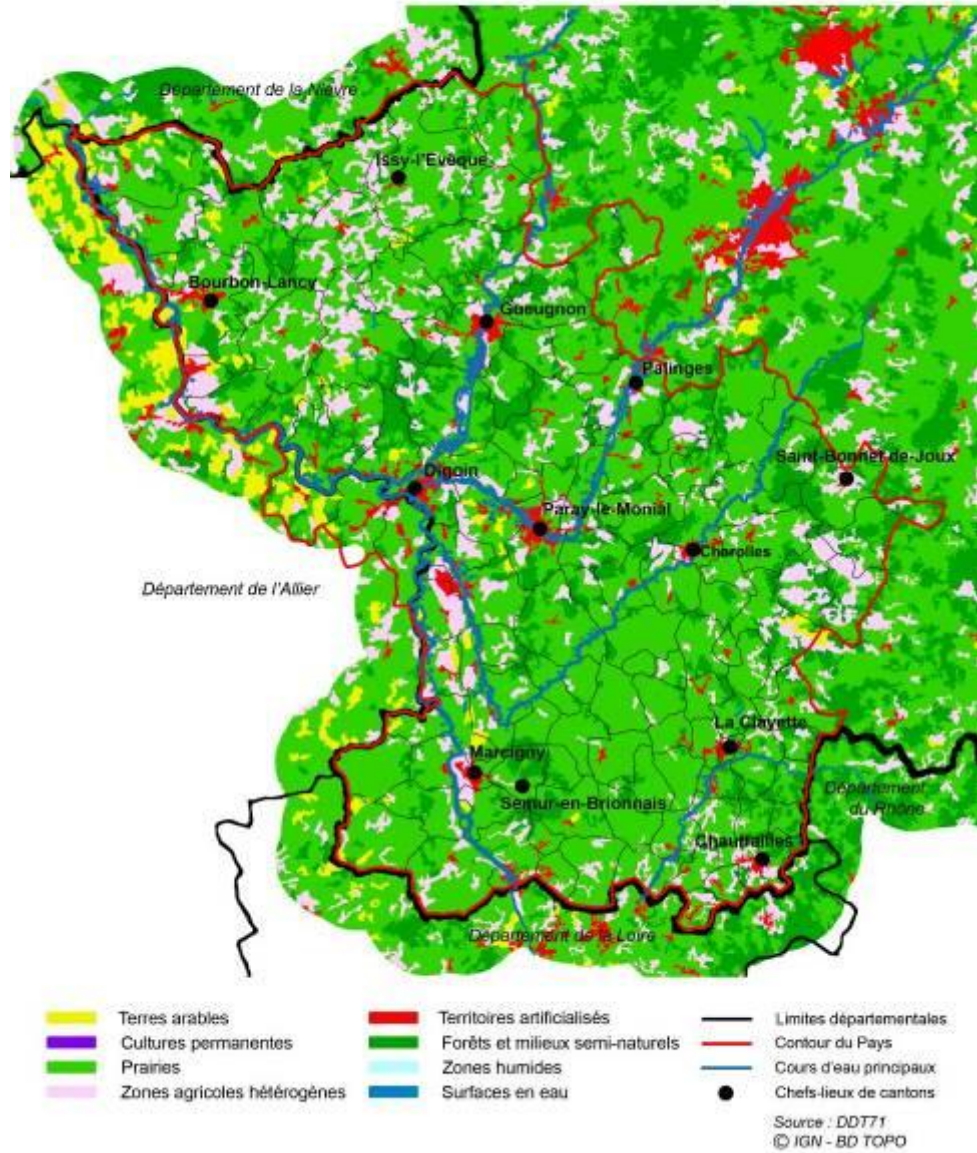 Département de la Nièvre
Issy-l'Evêque
Bourbon-Lancy
Gueugnon
Palinges
Saint-Bonnet-de-Joux
Digoin
Paray-le-Monial
Charolles
Département de l'Allier
La Clayette
Marcigny
Semur-en-Brionnais
Département
du Rhône
Chauffailles
Département de la Loire
Terres arables
Cultures permanentes
Prairies
Zones agricoles hétérogènes
Territoires artificialisés
Forêts et milieux semi-naturels
Zones humides
Surfaces en eau
Limites départementales
Contour du Pays
Cours d'eau principaux
Chefs-lieux de cantons
Source : DDT71
© IGN - BD TOPO